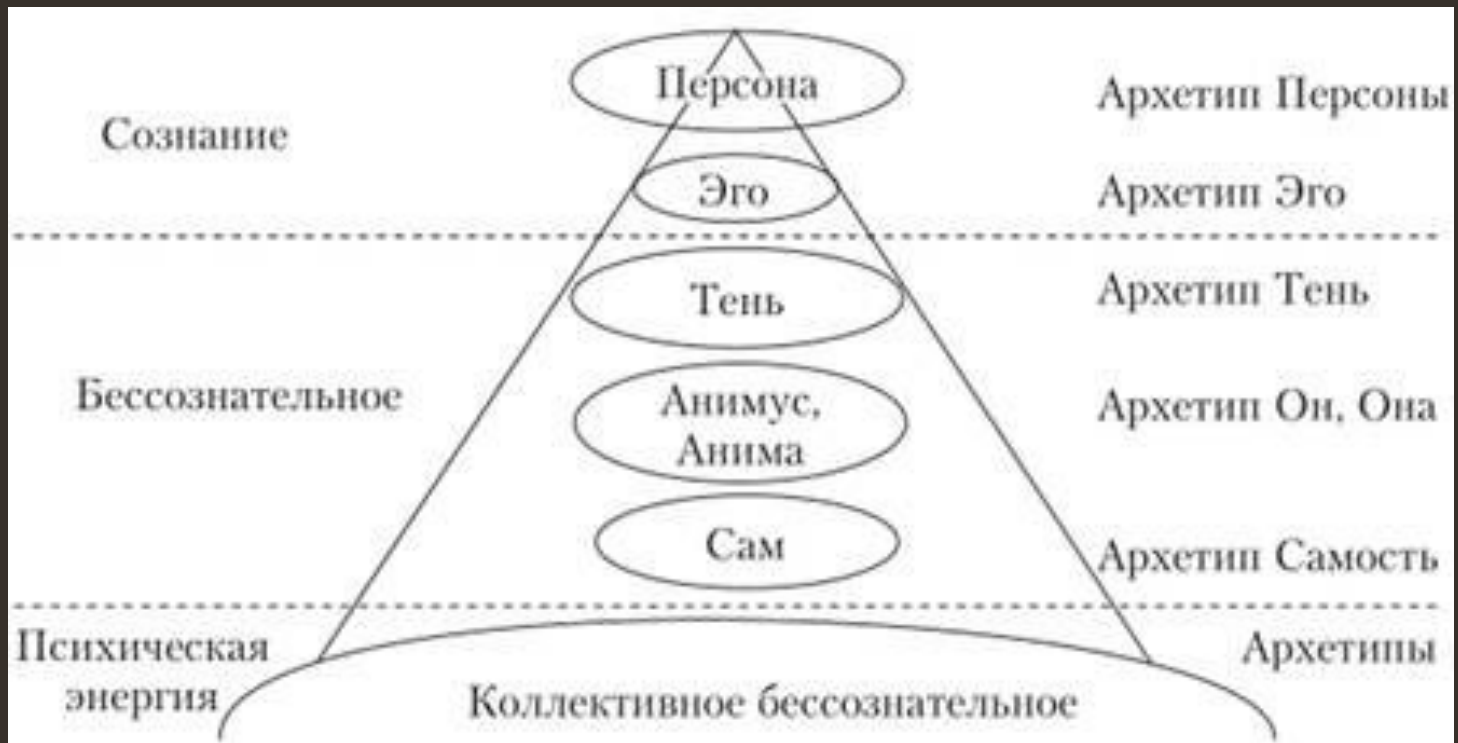 Персона
Архетип Персоны
Сознание
Эго
Архетип Эго
Тень
Архетип Тень
Бессознательное
Анимус,
Анима
Архетип Он, Она
Сам
Архетип Самость
Психическая
энергия
Архетипы
Коллективное бессознательное